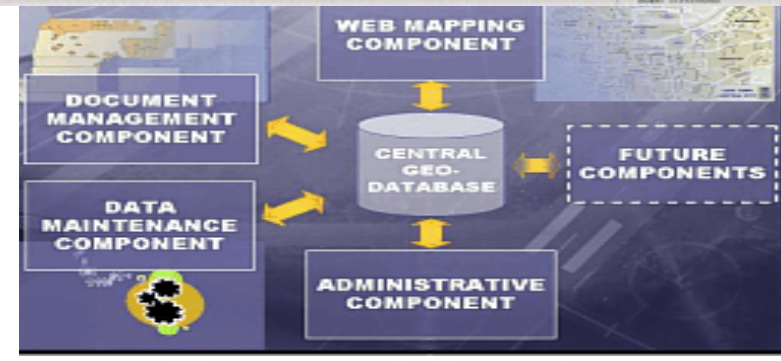 WEB MAPPING
COMPONENT
DOCUMENT
MANAGEMENT
COMPONENT
CENTRAL
GEO-
DATABASE
FUTURE
COMPONENTS
DATA
MAINTENANCE
COMPONENT
ADMINISTRATIVE
COMPONENT